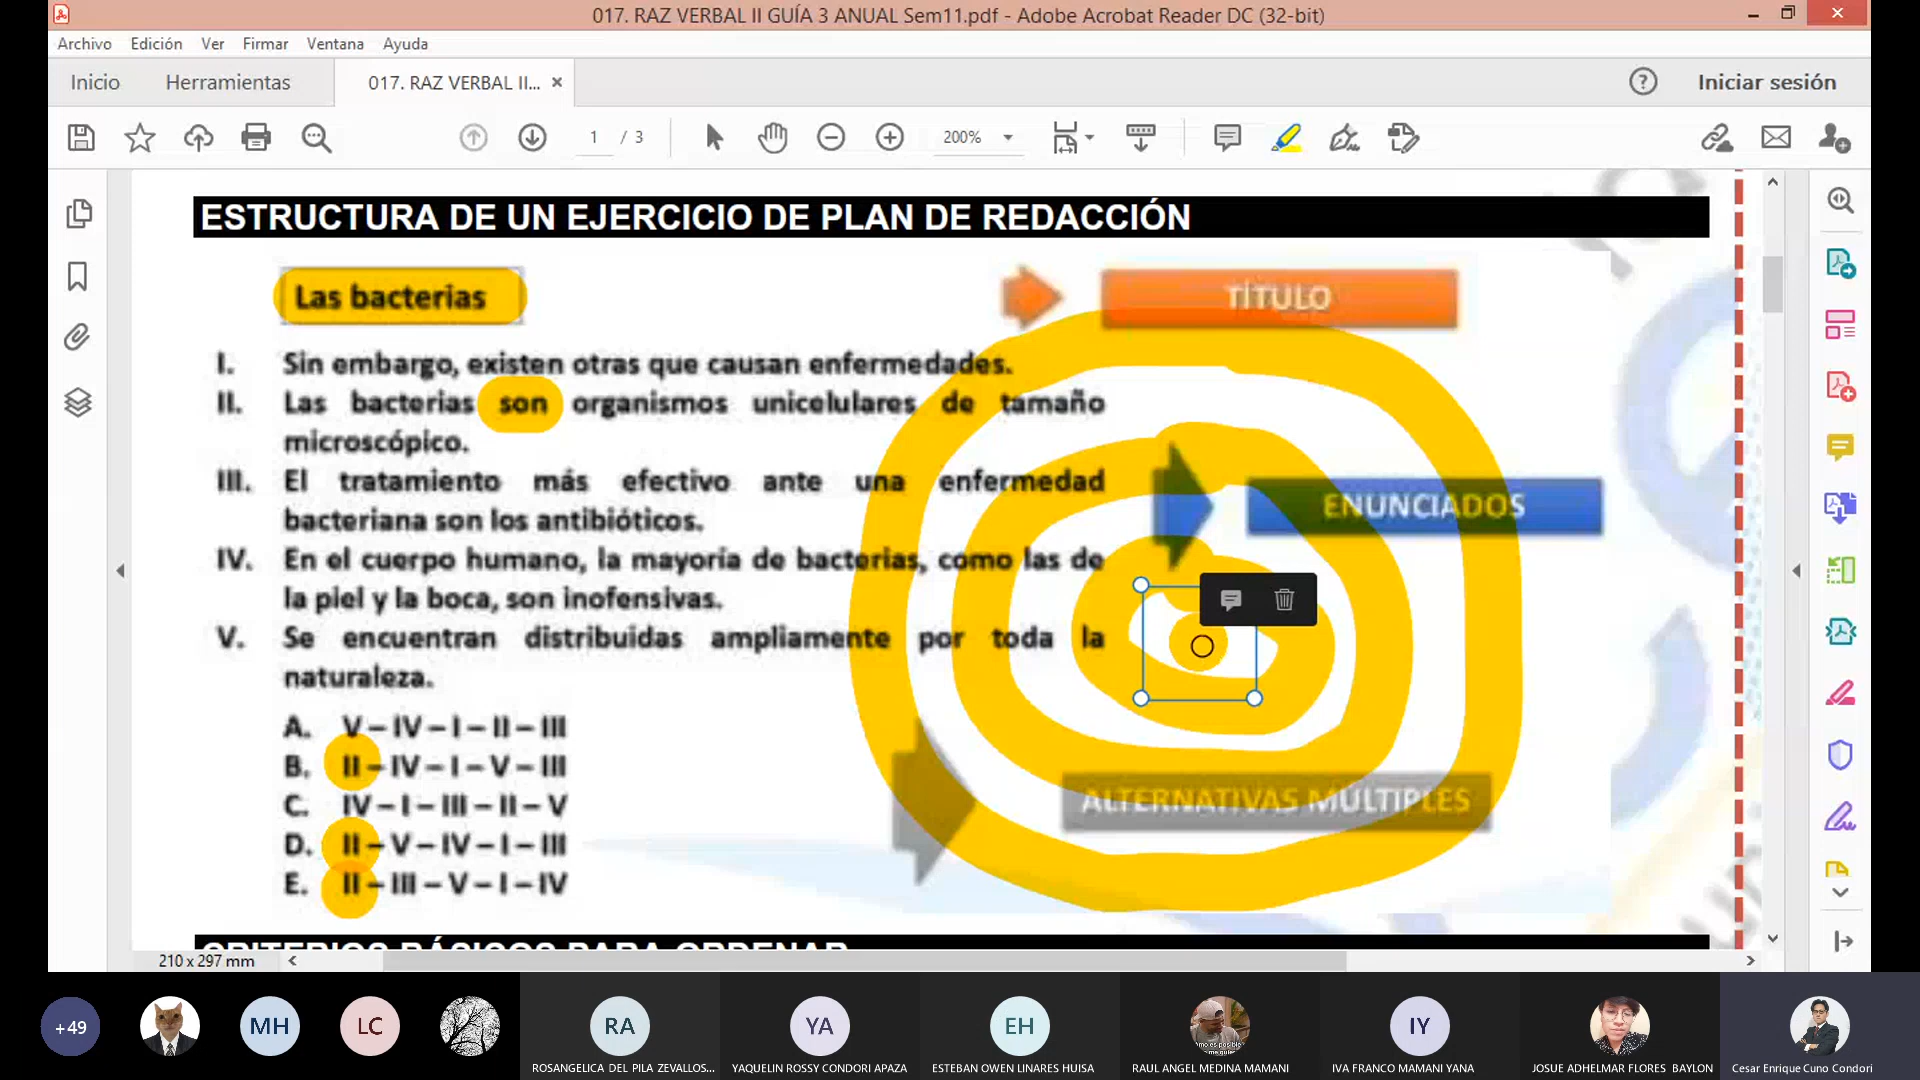 017. RAZ VERBAL II GUÍA 3 ANUAL Sem11.pdf - Adobe Acrobat Reader DC (32-bit)
Archivo Edición Ver Firmar Ventana Ayuda
Inicio Herramientas 017. RAZ VERBAL II... Iniciar sesión
1 / 3 200%
ESTRUCTURA DE UN EJERCICIO DE PLAN DE REDACCIÓN
Las bacterias
TÍTULO
I. Sin embargo, existen otras que causan enfermedades.
II. Las bacterias son organismos unicelulares de tamaño
microscópico.
III. El tratamiento más efectivo ante una enfermedad
bacteriana son los antibióticos.
ENUNCIADOS
IV. En el cuerpo humano, la mayoría de bacterias, como las de
la piel y la boca, son inofensivas.
V. Se encuentran distribuidas ampliamente por toda la
naturaleza.
A. V – IV – I – II – III
B. II – IV – I – V – III
C. IV – I – III – II – V
D. II – V – IV – I – III
E. II – III – V – I – IV
ALTERNATIVAS MÚLTIPLES
CRITERIOS BÁSICOS PARA ORDENAR
210 x 297 mm
+49 MH LC RA YA EH IY
ROSANGELICA DEL PILA ZEVALLOS... YAQUELIN ROSSY CONDORI APAZA ESTEBAN OWEN LINARES HUISA RAUL ANGEL MEDINA MAMANI IVA FRANCO MAMANI YANA JOSUE ADHELMAR FLORES BAYLON Cesar Enrique Cuno Condori